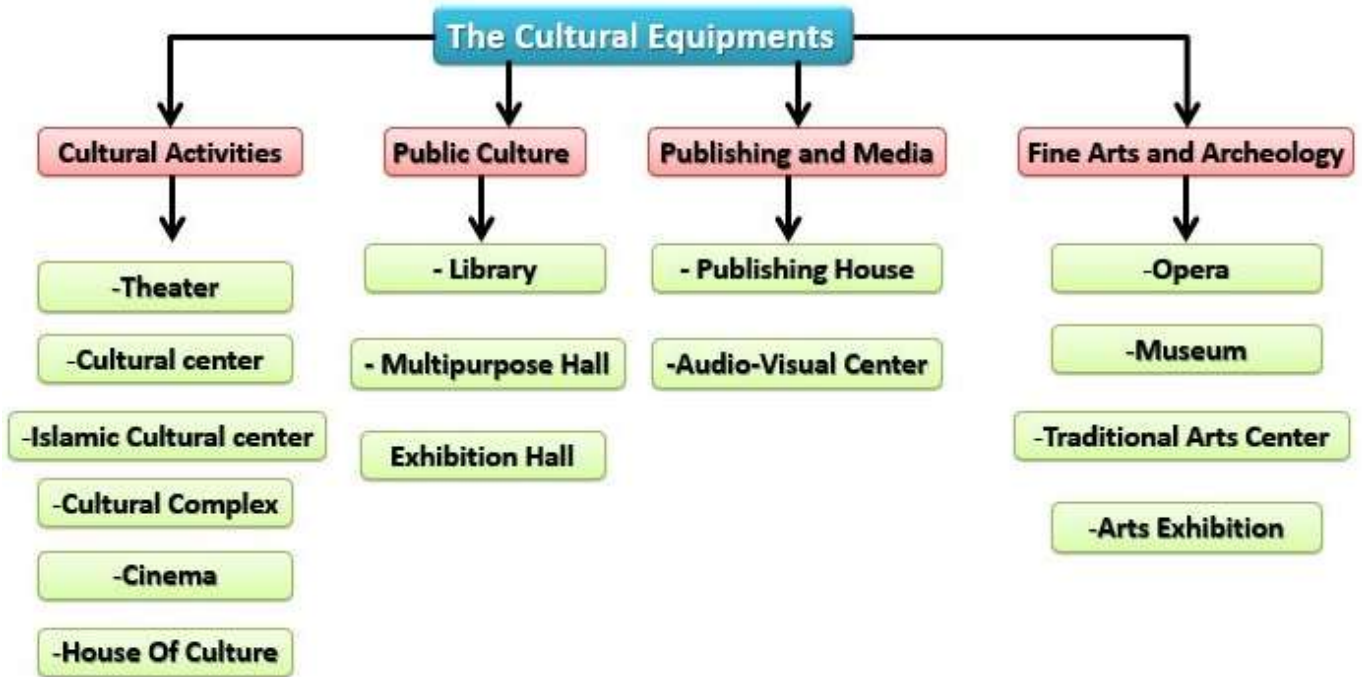 The Cultural Equipments
Cultural Activities
-Theater
-Cultural center
-Islamic Cultural center
-Cultural Complex
-Cinema
-House Of Culture
Public Culture
- Library
- Multipurpose Hall
Exhibition Hall
Publishing and Media
- Publishing House
-Audio-Visual Center
Fine Arts and Archeology
-Opera
-Museum
-Traditional Arts Center
-Arts Exhibition